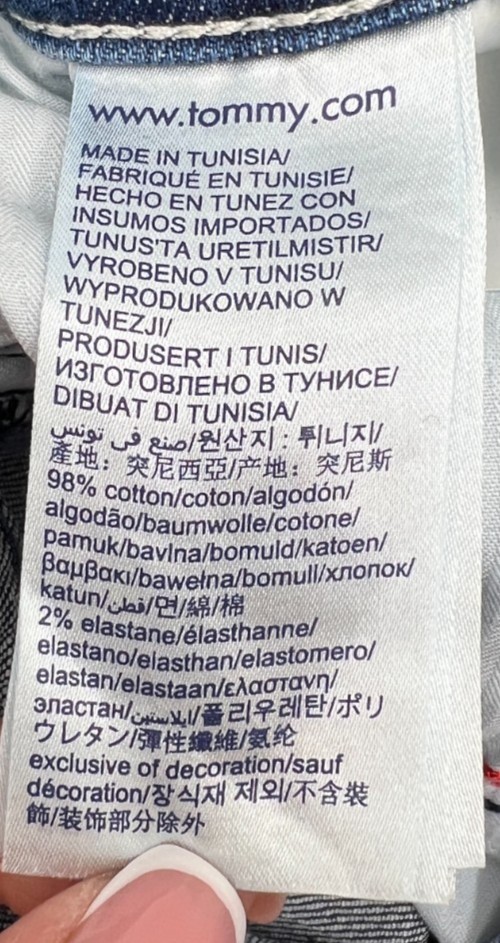 www.tommy.com
MADE IN TUNISIA/
FABRIQUÉ EN TUNISIE/
HECHO EN TUNEZ CON
INSUMOS IMPORTADOS/
TUNUS'TA URETILMISTIR/
VYROBENO V TUNISU/
WYPRODUKOWANO W
TUNEZJI/
PRODUSERT I TUNIS/
ИЗГОТОВЛЕНО В ТУНИСЕ/
DIBUAT DI TUNISIA/
صنع في تونس/원산지 : 튀니지/
產地：突尼西亞/产地：突尼斯
98% cotton/coton/algodón/
algodão/baumwolle/cotone/
pamuk/bavlna/bomuld/katoen/
βαμβακι/bawełna/bomull/хлопок/
katun/قطن/면/綿/棉
2% elastane/élasthanne/
elastano/elasthan/elastomero/
elastan/elastaan/ελαστανη/
эластан/ايلاستين/폴리우레탄/ポリ
ウレタン/彈性纖維/氨纶
exclusive of decoration/sauf
décoration/장식재 제외/不含裝
飾/装饰部分除外